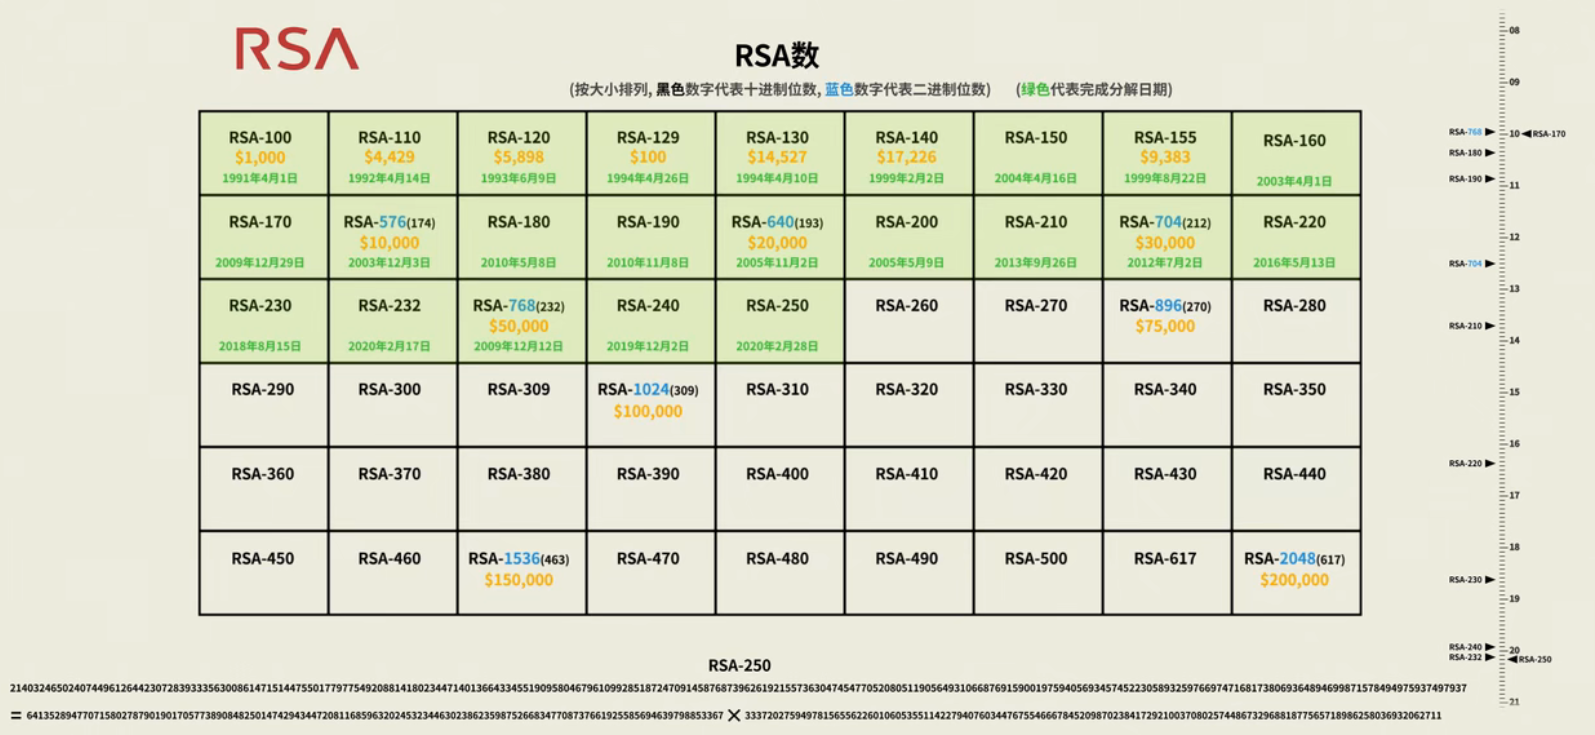 RSA
RSA数
(按大小排列, 黑色数字代表十进制位数, 蓝色数字代表二进制位数) (绿色代表完成分解日期)
RSA-100 RSA-110 RSA-120 RSA-129 RSA-130 RSA-140 RSA-150 RSA-155 RSA-160
$1,000 $4,429 $5,898 $100 $14,527 $17,226 $9,383
1991年4月1日 1992年4月14日 1993年6月9日 1994年4月26日 1994年4月10日 1999年2月2日 2004年4月16日 1999年8月22日 2003年4月1日
RSA-170 RSA-576(174) RSA-180 RSA-190 RSA-640(193) RSA-200 RSA-210 RSA-704(212) RSA-220
$10,000 $20,000 $30,000
2009年12月29日 2003年12月3日 2010年5月8日 2010年11月8日 2005年11月2日 2005年5月9日 2013年9月26日 2012年7月2日 2016年5月13日
RSA-230 RSA-232 RSA-768(232) RSA-240 RSA-250 RSA-260 RSA-270 RSA-896(270) RSA-280
$50,000 $75,000
2018年8月15日 2020年2月17日 2009年12月12日 2019年12月2日 2020年2月28日
RSA-290 RSA-300 RSA-309 RSA-1024(309) RSA-310 RSA-320 RSA-330 RSA-340 RSA-350
$100,000
RSA-360 RSA-370 RSA-380 RSA-390 RSA-400 RSA-410 RSA-420 RSA-430 RSA-440
RSA-450 RSA-460 RSA-1536(463) RSA-470 RSA-480 RSA-490 RSA-500 RSA-617 RSA-2048(617)
$150,000 $200,000
RSA-250
=
×
08
09
RSA-768 10 RSA-170
RSA-180
RSA-190
11
12
RSA-704
13
RSA-210
14
15
16
RSA-220
17
18
RSA-230
19
RSA-240 20
RSA-232 RSA-250
21